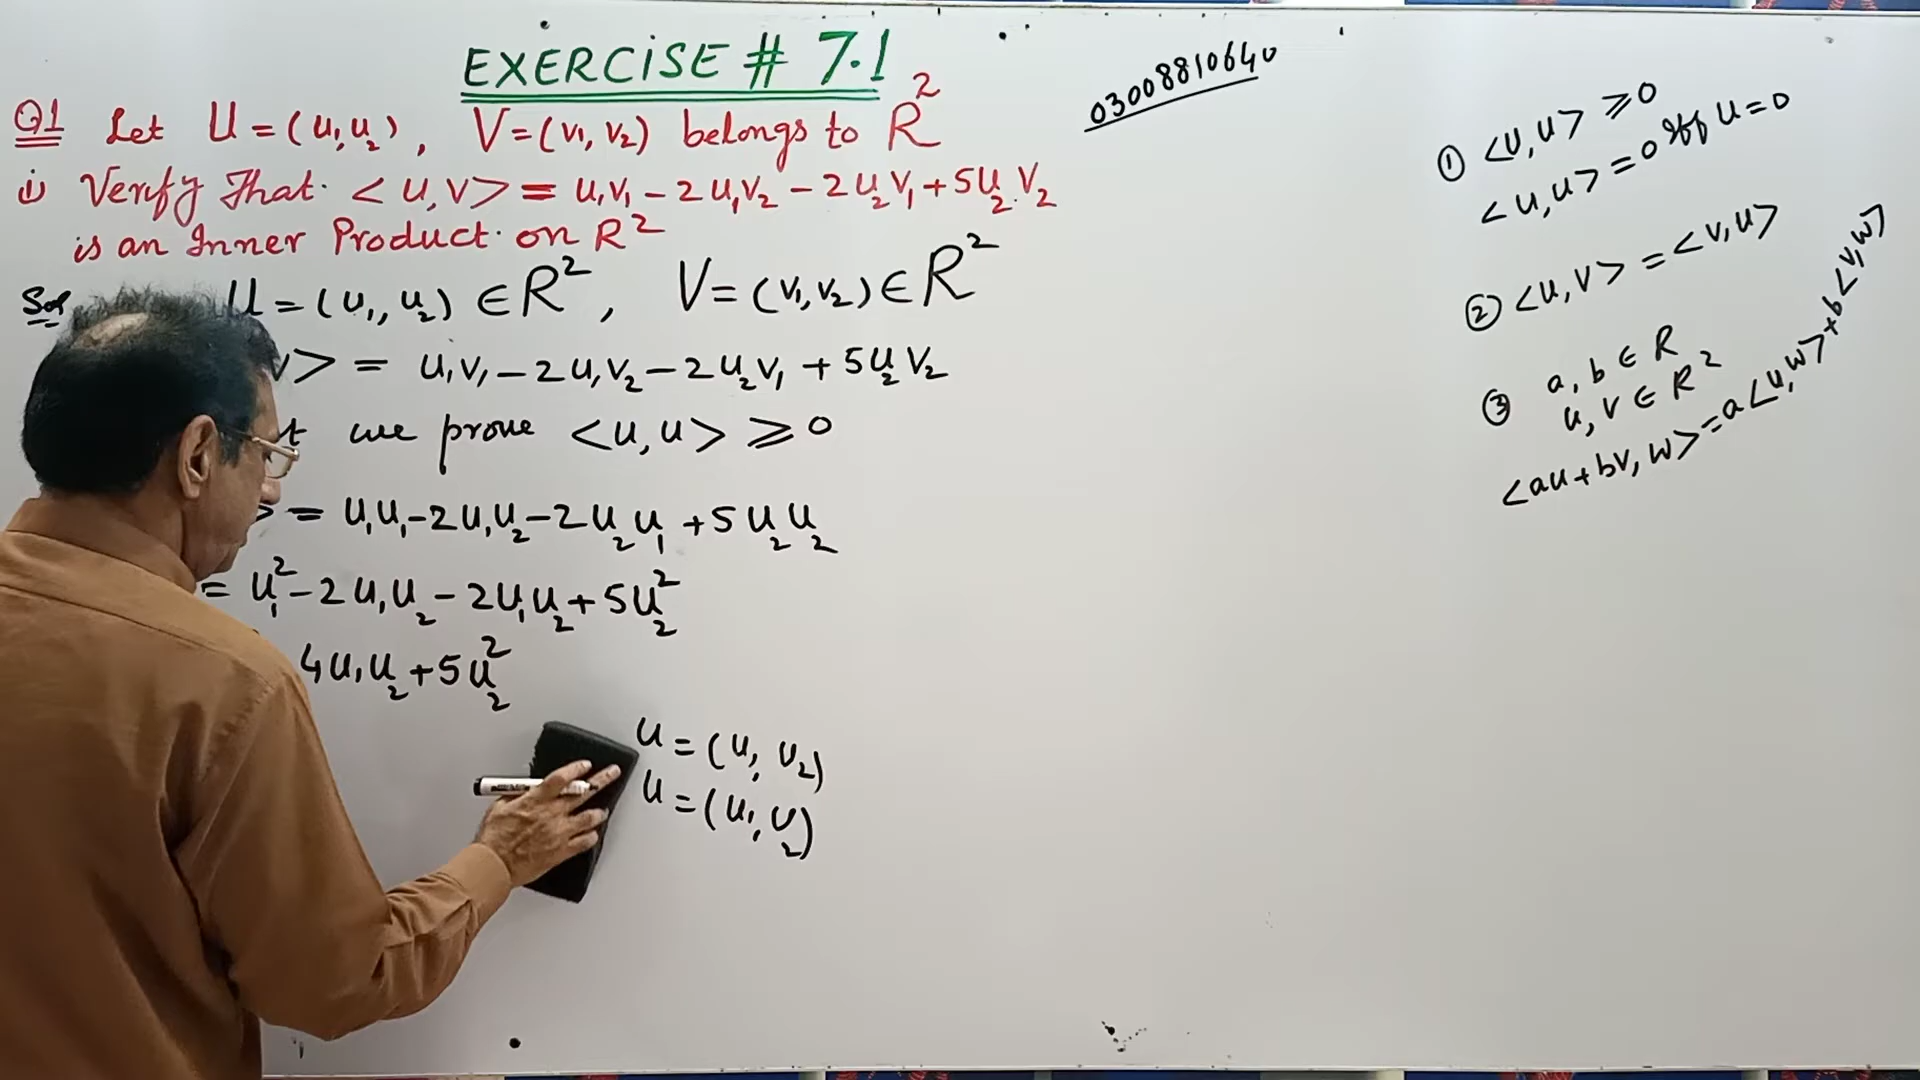 EXERCISE # 7.1
03008810640
Q1 Let U = (u₁, u₂), V = (v₁, v₂) belongs to R²
i) Verify That. < u, v > = u₁v₁ − 2u₁v₂ − 2u₂v₁ + 5u₂.v₂
is an Inner Product. on R²
Sol U = (u₁, u₂) ∈ R², V = (v₁, v₂) ∈ R²
v > = u₁v₁ − 2u₁v₂ − 2u₂v₁ + 5u₂v₂
we prove < u, u > ≥ 0
> = u₁u₁ − 2u₁u₂ − 2u₂u₁ + 5u₂u₂
= u₁² − 2u₁u₂ − 2u₁u₂ + 5u₂²
4u₁u₂ + 5u₂²
u = (u₁, u₂)
u = (u₁, u₂)
① < u, u > ≥ 0
< u, u > = 0 iff u = 0
② < u, v > = < v, u >
③ a, b ∈ R
u, v ∈ R²
< au + bv, w > = a < u, w > + b < v, w >